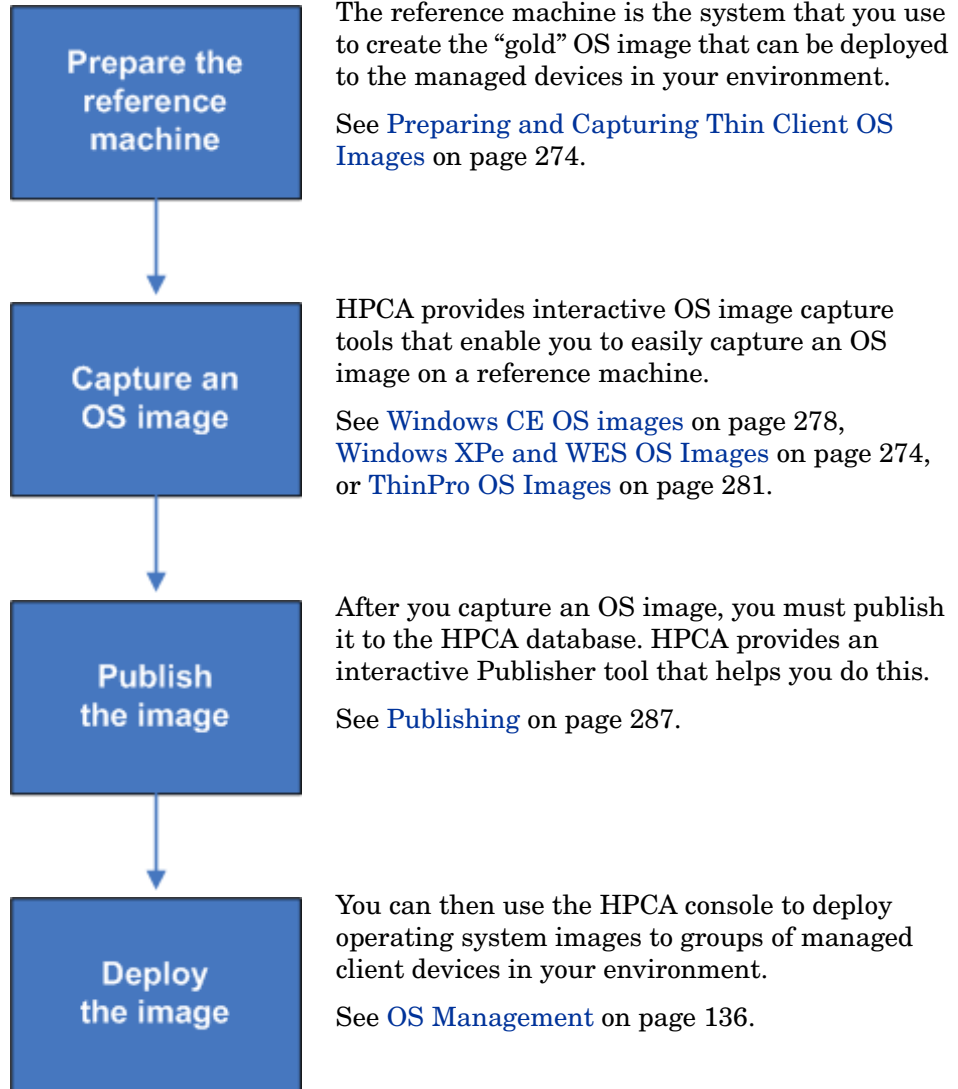 Prepare the
reference
machine
The reference machine is the system that you use
to create the “gold” OS image that can be deployed
to the managed devices in your environment.
See Preparing and Capturing Thin Client OS
Images on page 274.
Capture an
OS image
HPCA provides interactive OS image capture
tools that enable you to easily capture an OS
image on a reference machine.
See Windows CE OS images on page 278,
Windows XPe and WES OS Images on page 274,
or ThinPro OS Images on page 281.
Publish
the image
After you capture an OS image, you must publish
it to the HPCA database. HPCA provides an
interactive Publisher tool that helps you do this.
See Publishing on page 287.
Deploy
the image
You can then use the HPCA console to deploy
operating system images to groups of managed
client devices in your environment.
See OS Management on page 136.